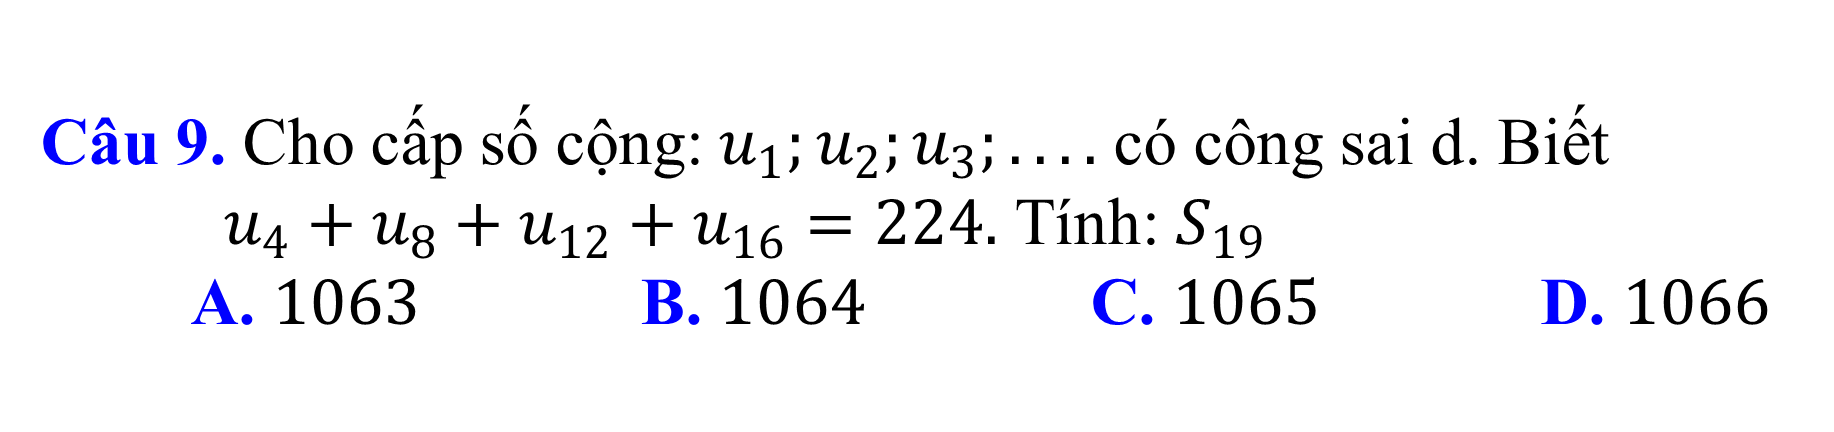 Câu 9. Cho cấp số cộng: u₁; u₂; u₃; .... có công sai d. Biết
u₄ + u₈ + u₁₂ + u₁₆ = 224. Tính: S₁₉
A. 1063 B. 1064 C. 1065 D. 1066